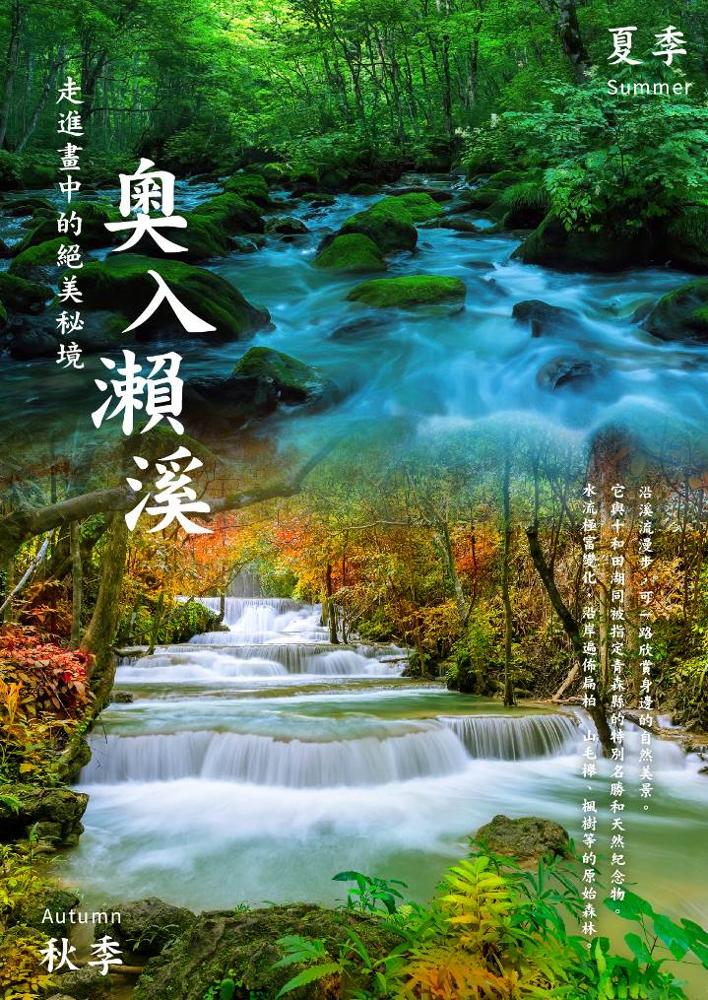 夏季
Summer
走進畫中的絕美秘境
奧入瀨溪
沿溪流漫步，可一路欣賞身邊的自然美景。
它與十和田湖同被指定青森縣的特別名勝和天然紀念物。
水流極富變化，沿岸遍佈扁柏、山毛櫸、楓樹等的原始森林。
Autumn
秋季